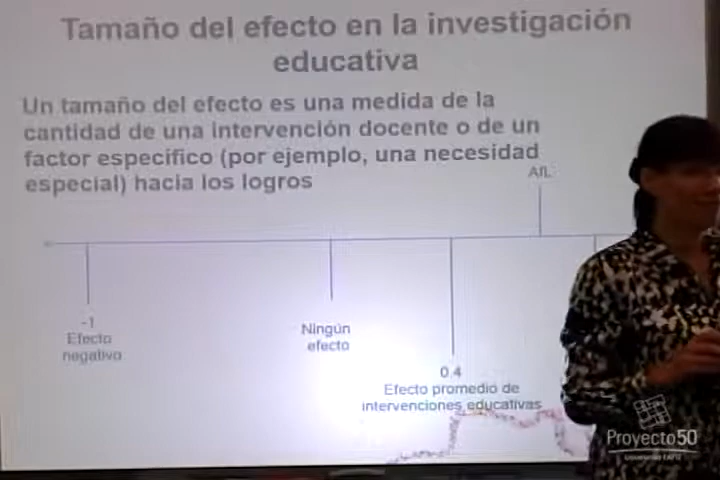 Tamaño del efecto en la investigación
educativa
Un tamaño del efecto es una medida de la
cantidad de una intervención docente o de un
factor específico (por ejemplo, una necesidad
especial) hacia los logros
AfL
-1
Efecto
negativo
Ningún
efecto
0.4
Efecto promedio de
intervenciones educativas
Proyecto50